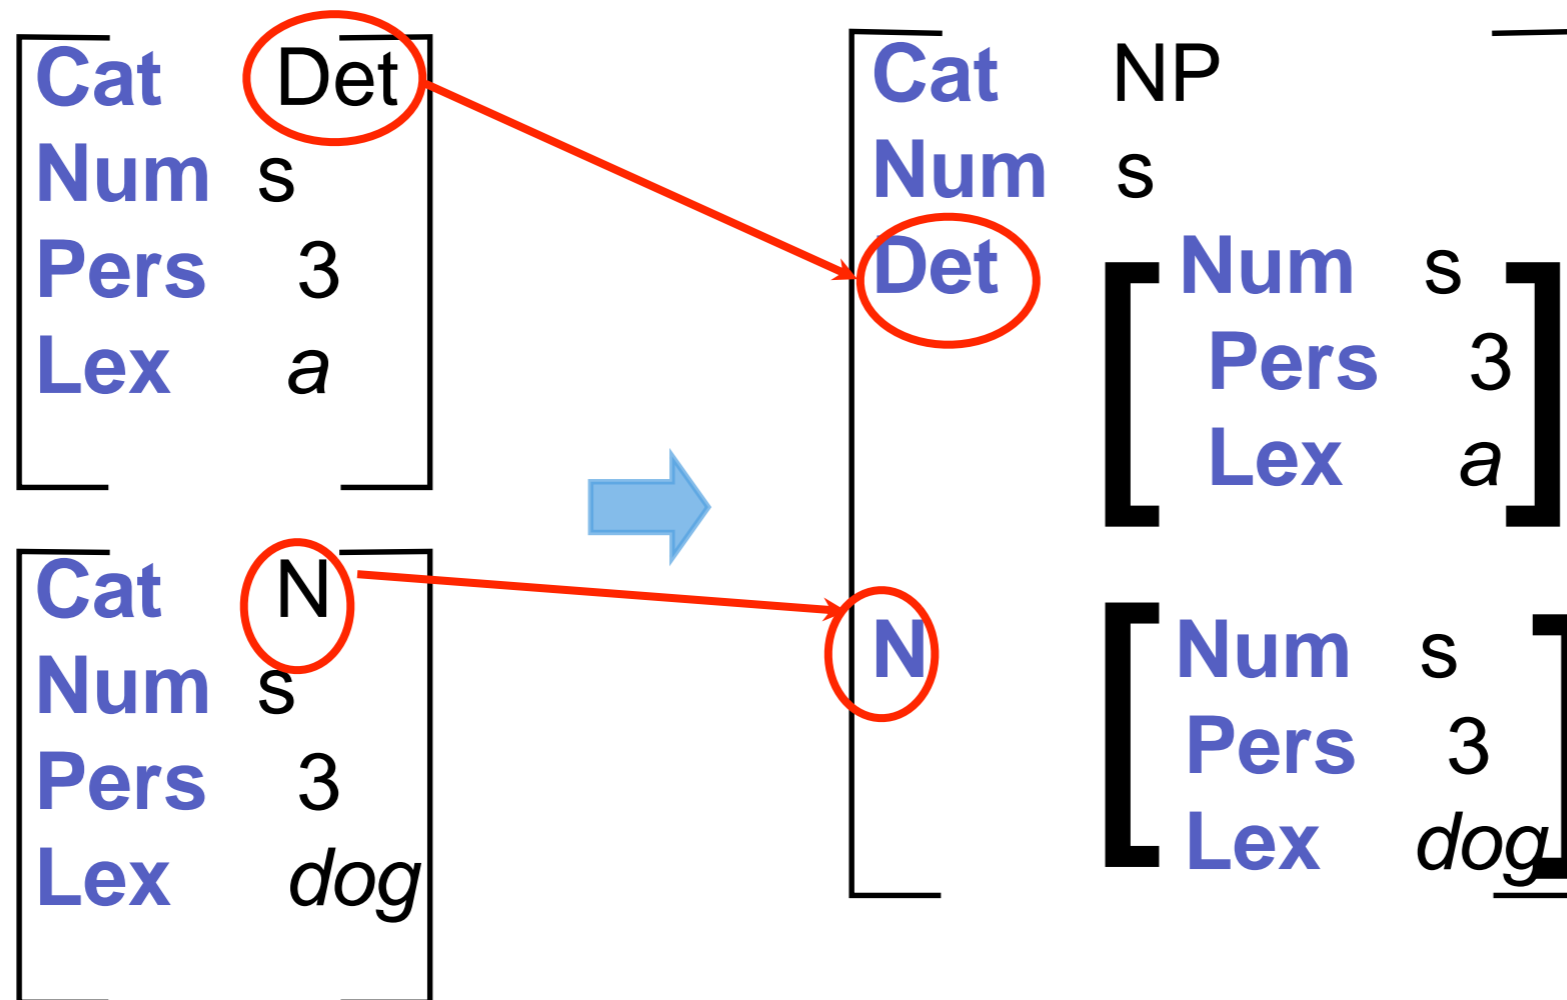 Cat Det
Num s
Pers 3
Lex a
Cat N
Num s
Pers 3
Lex dog
Cat NP
Num s
Det Num s
Pers 3
Lex a
N Num s
Pers 3
Lex dog